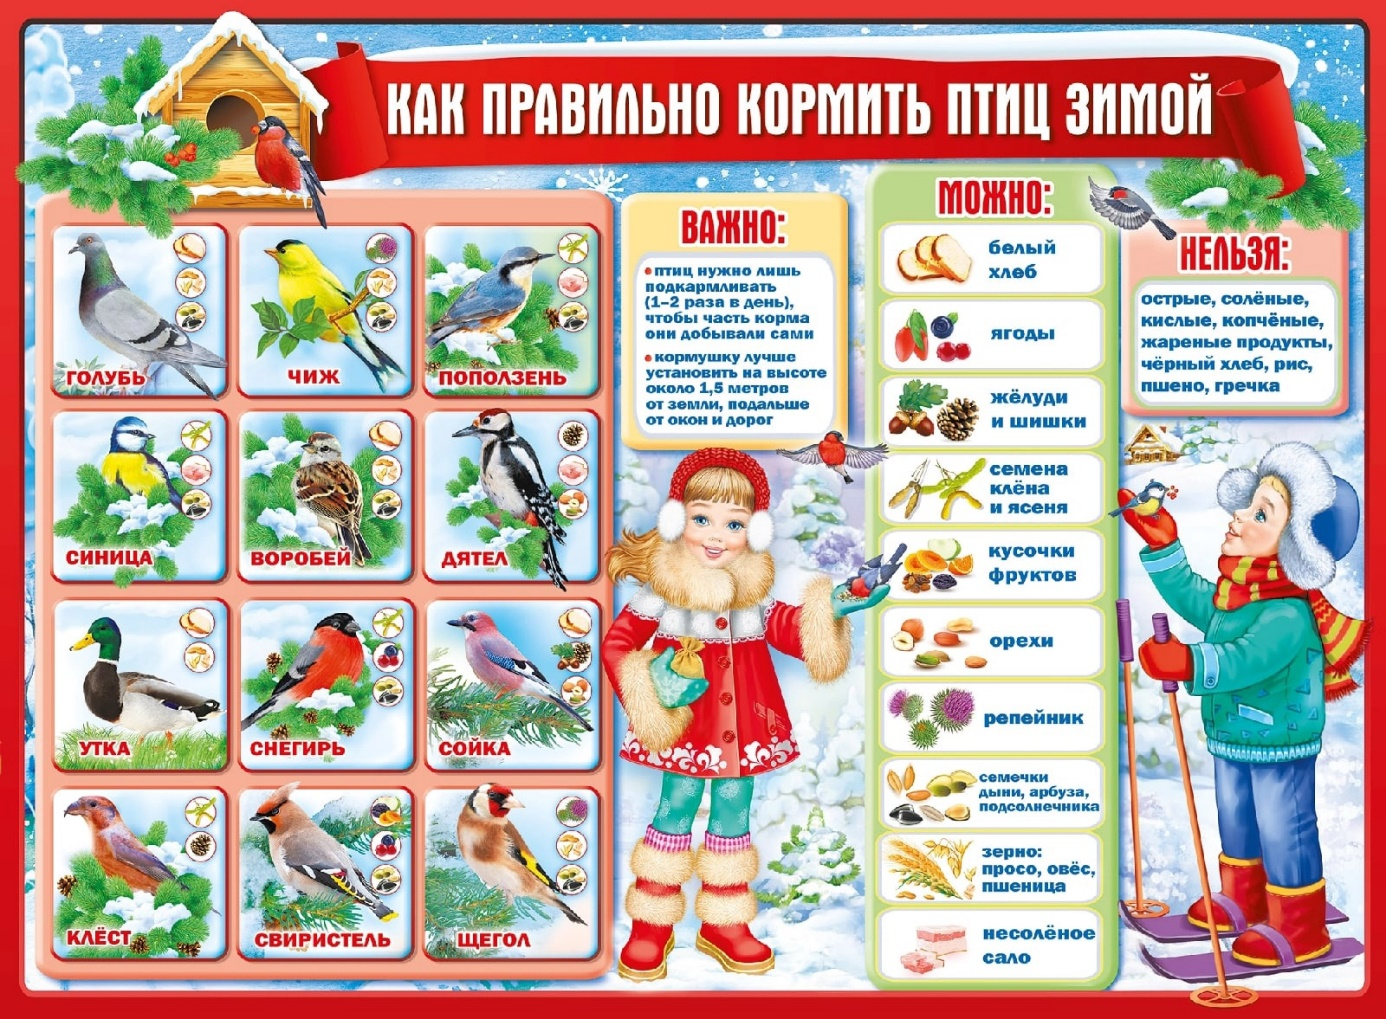 КАК ПРАВИЛЬНО КОРМИТЬ ПТИЦ ЗИМОЙ
ГОЛУБЬ
ЧИЖ
ПОПОЛЗЕНЬ
СИНИЦА
ВОРОБЕЙ
ДЯТЕЛ
УТКА
СНЕГИРЬ
СОЙКА
КЛЁСТ
СВИРИСТЕЛЬ
ЩЕГОЛ
ВАЖНО:
• птиц нужно лишь
подкармливать
(1–2 раза в день),
чтобы часть корма
они добывали сами
• кормушку лучше
установить на высоте
около 1,5 метров
от земли, подальше
от окон и дорог
МОЖНО:
белый
хлеб
ягоды
жёлуди
и шишки
семена
клёна
и ясеня
кусочки
фруктов
орехи
репейник
семечки
дыни, арбуза,
подсолнечника
зерно:
просо, овёс,
пшеница
несолёное
сало
НЕЛЬЗЯ:
острые, солёные,
кислые, копчёные,
жареные продукты,
чёрный хлеб, рис,
пшено, гречка